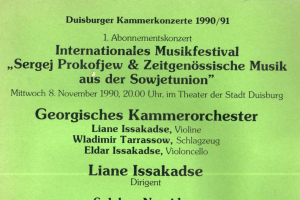 Duisburger Kammerkonzerte 1990/91
1. Abonnementskonzert
Internationales Musikfestival
„Sergej Prokofjew & Zeitgenössische Musik
aus der Sowjetunion”
Mittwoch 8. November 1990, 20.00 Uhr, im Theater der Stadt Duisburg
Georgisches Kammerorchester
Liane Issakadse, Violine
Wladimir Tarrassow, Schlagzeug
Eldar Issakadse, Violoncello
Liane Issakadse
Dirigent